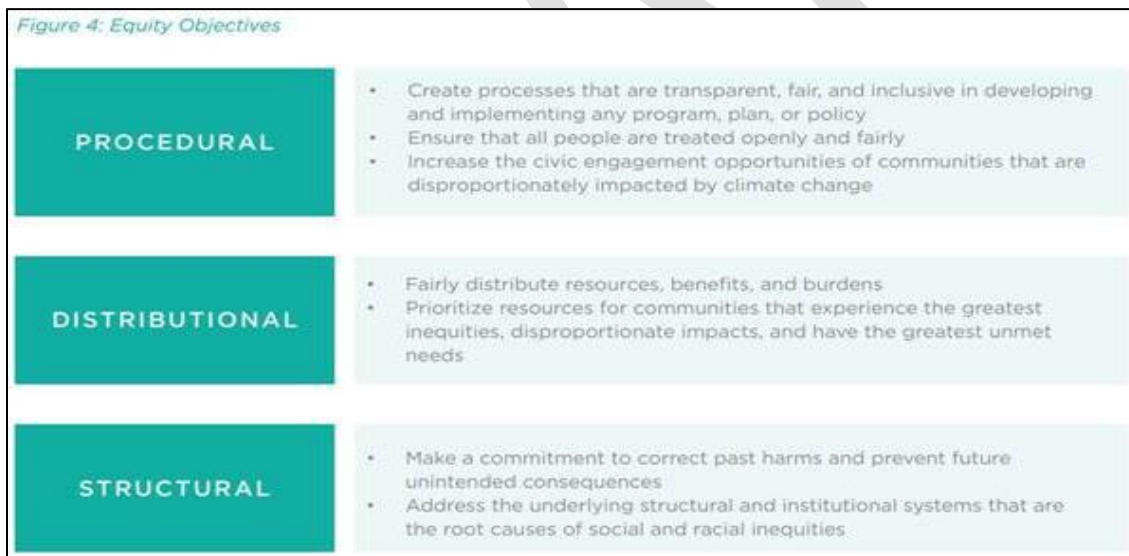 Figure 4: Equity Objectives
PROCEDURAL
• Create processes that are transparent, fair, and inclusive in developing
and implementing any program, plan, or policy
• Ensure that all people are treated openly and fairly
• Increase the civic engagement opportunities of communities that are
disproportionately impacted by climate change
DISTRIBUTIONAL
• Fairly distribute resources, benefits, and burdens
• Prioritize resources for communities that experience the greatest
inequities, disproportionate impacts, and have the greatest unmet
needs
STRUCTURAL
• Make a commitment to correct past harms and prevent future
unintended consequences
• Address the underlying structural and institutional systems that are
the root causes of social and racial inequities